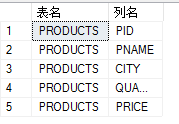 表名 列名
1 PRODUCTS PID
2 PRODUCTS PNAME
3 PRODUCTS CITY
4 PRODUCTS QUA...
5 PRODUCTS PRICE